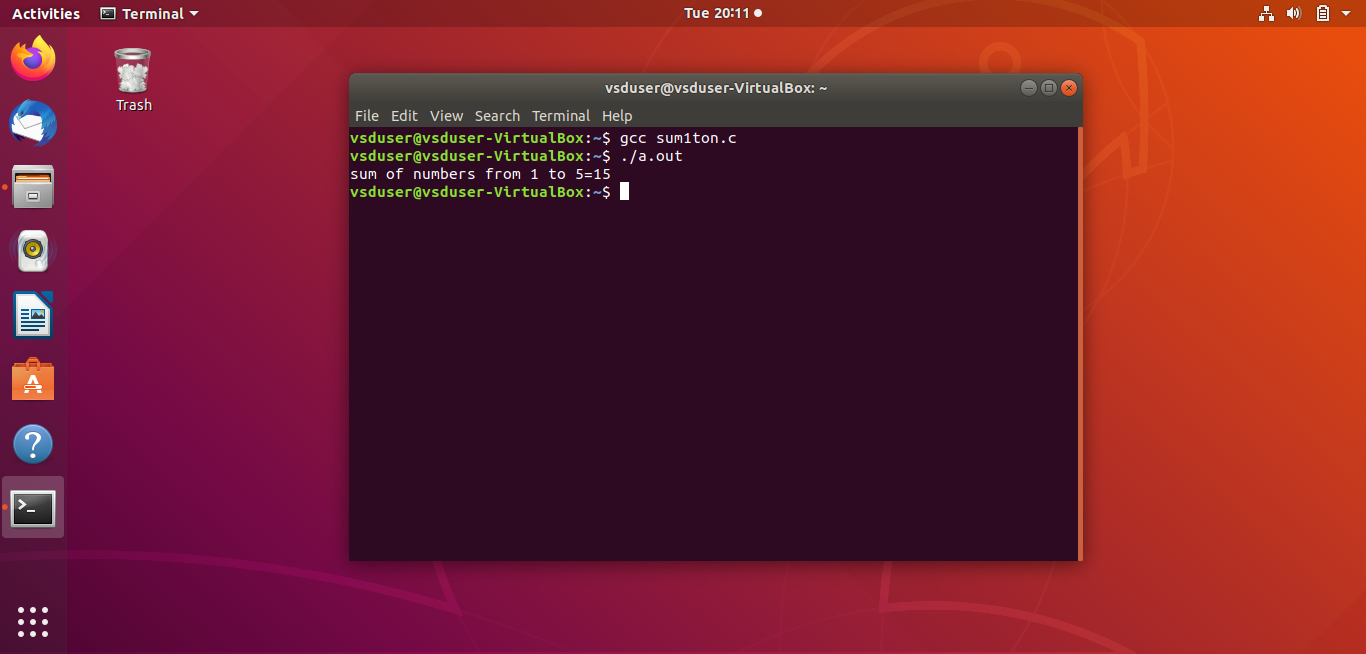 Activities Terminal Tue 20:11
Trash
vsduser@vsduser-VirtualBox: ~
File Edit View Search Terminal Help
vsduser@vsduser-VirtualBox:~$ gcc sum1ton.c
vsduser@vsduser-VirtualBox:~$ ./a.out
sum of numbers from 1 to 5=15
vsduser@vsduser-VirtualBox:~$